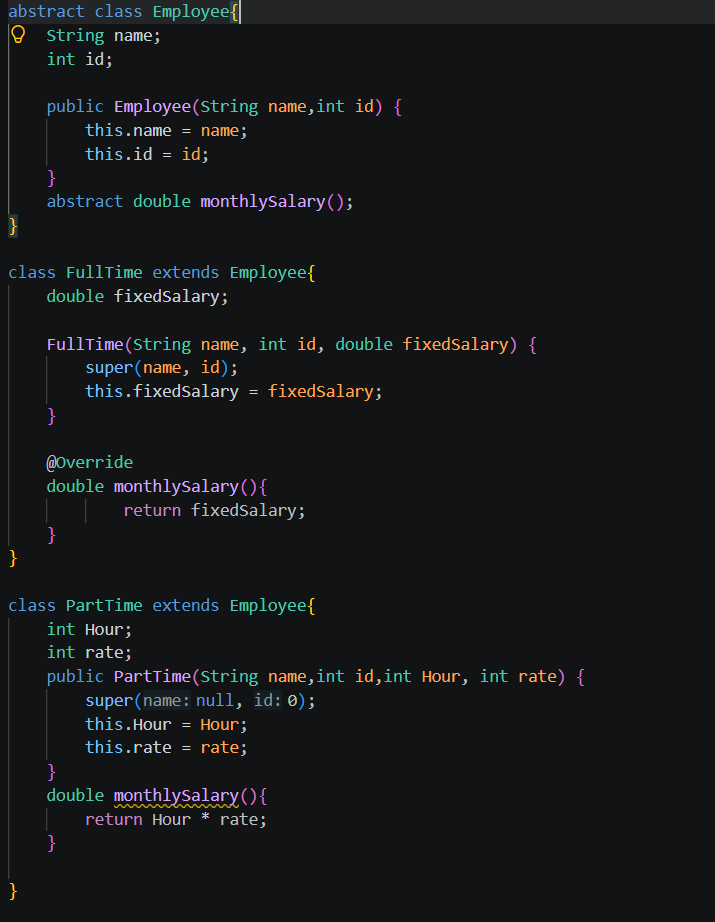 abstract class Employee{
    String name;
    int id;

    public Employee(String name,int id) {
        this.name = name;
        this.id = id;
    }
    abstract double monthlySalary();
}

class FullTime extends Employee{
    double fixedSalary;

    FullTime(String name, int id, double fixedSalary) {
        super(name, id);
        this.fixedSalary = fixedSalary;
    }

    @Override
    double monthlySalary(){
            return fixedSalary;
    }
}

class PartTime extends Employee{
    int Hour;
    int rate;
    public PartTime(String name,int id,int Hour, int rate) {
        super(name: null, id: 0);
        this.Hour = Hour;
        this.rate = rate;
    }
    double monthlySalary(){
        return Hour * rate;
    }

}